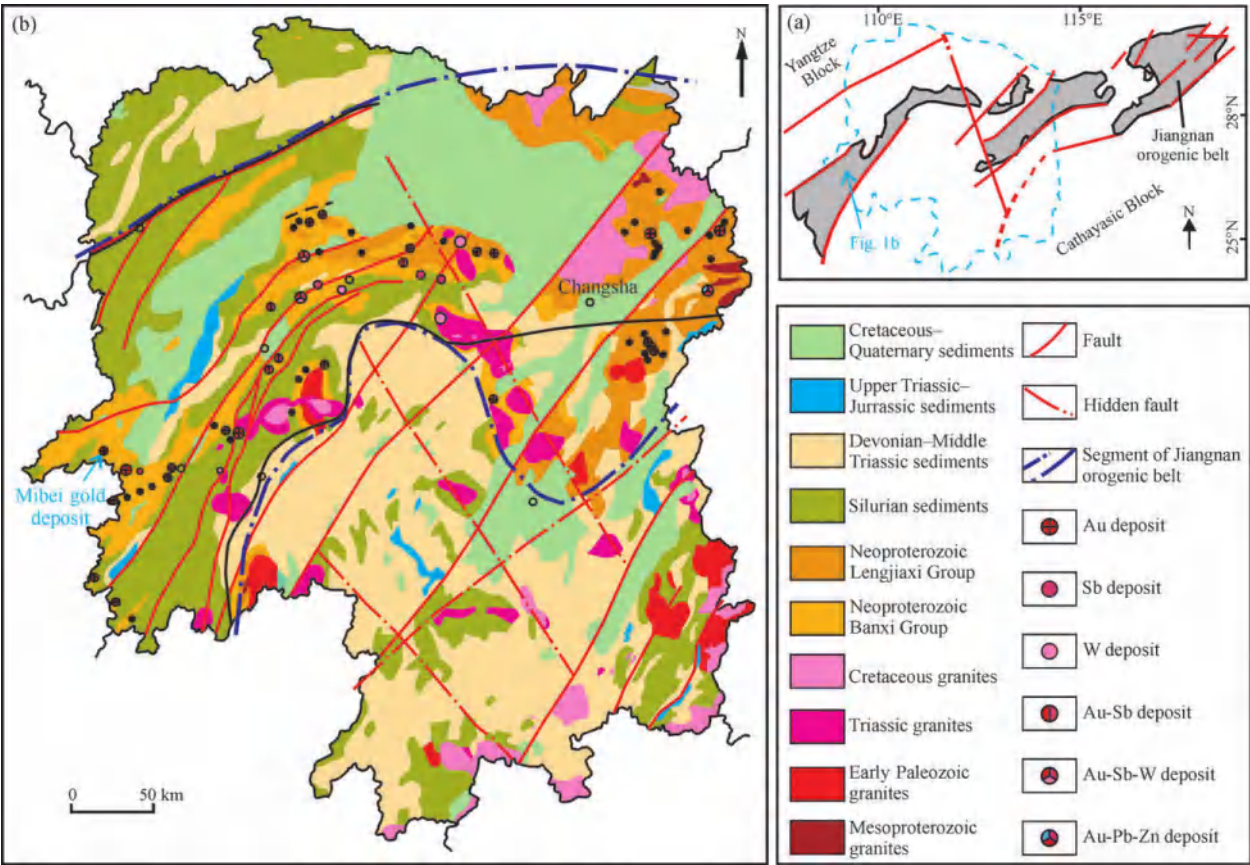 (b)
N
Changsha
Mibei gold
deposit
0 50 km
(a)
110°E
115°E
Yangtze
Block
28°N
Jiangnan
orogenic belt
Cathayasic Block
Fig. 1b
N
25°N
Cretaceous–
Quaternary sediments
Upper Triassic–
Jurrassic sediments
Devonian–Middle
Triassic sediments
Silurian sediments
Neoproterozoic
Lengjiaxi Group
Neoproterozoic
Banxi Group
Cretaceous granites
Triassic granites
Early Paleozoic
granites
Mesoproterozoic
granites
Fault
Hidden fault
Segment of Jiangnan
orogenic belt
Au deposit
Sb deposit
W deposit
Au-Sb deposit
Au-Sb-W deposit
Au-Pb-Zn deposit